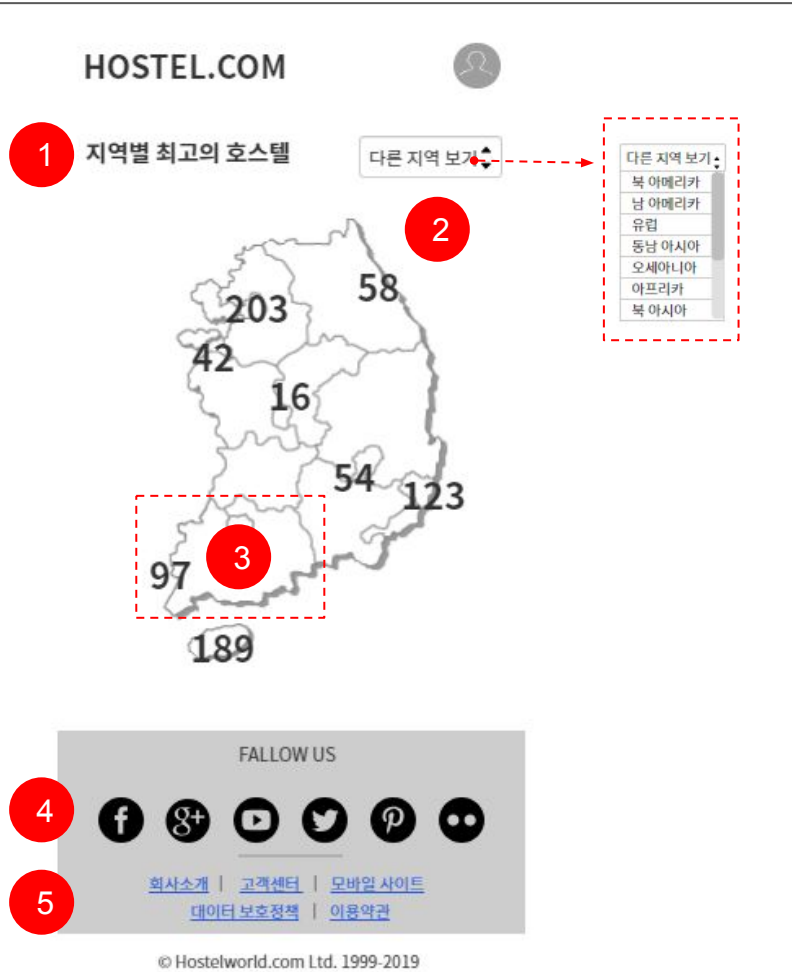 HOSTEL.COM
1
지역별 최고의 호스텔
다른 지역 보기
다른 지역 보기
북 아메리카
남 아메리카
유럽
동남 아시아
오세아니아
아프리카
북 아시아
2
58
203
42
16
54
123
3
97
189
FALLOW US
4
f g+
회사소개 | 고객센터 | 모바일 사이트
5
대이터 보호정책 | 이용약관
© Hostelworld.com Ltd. 1999-2019